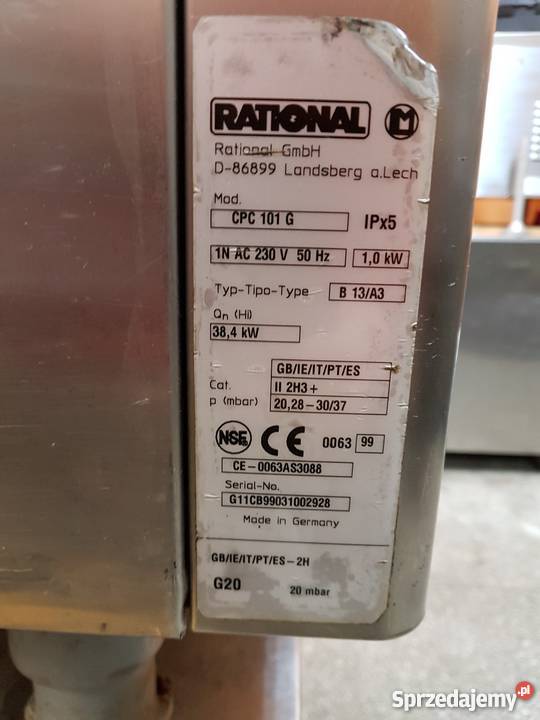 RATIONAL M
Rational GmbH
D-86899 Landsberg a.Lech
Mod.
CPC 101 G IPx5
1N AC 230 V 50 Hz 1,0 kW
Typ-Tipo-Type B 13/A3
Qn (Hi)
38,4 kW
GB/IE/IT/PT/ES
Cat. II 2H3+
p (mbar) 20,28-30/37
NSF CE 0063 99
CE-0063AS3088
Serial-No.
G11CB99031002928
Made in Germany
GB/IE/IT/PT/ES-2H
G20 20 mbar
Sprzedajemy.pl